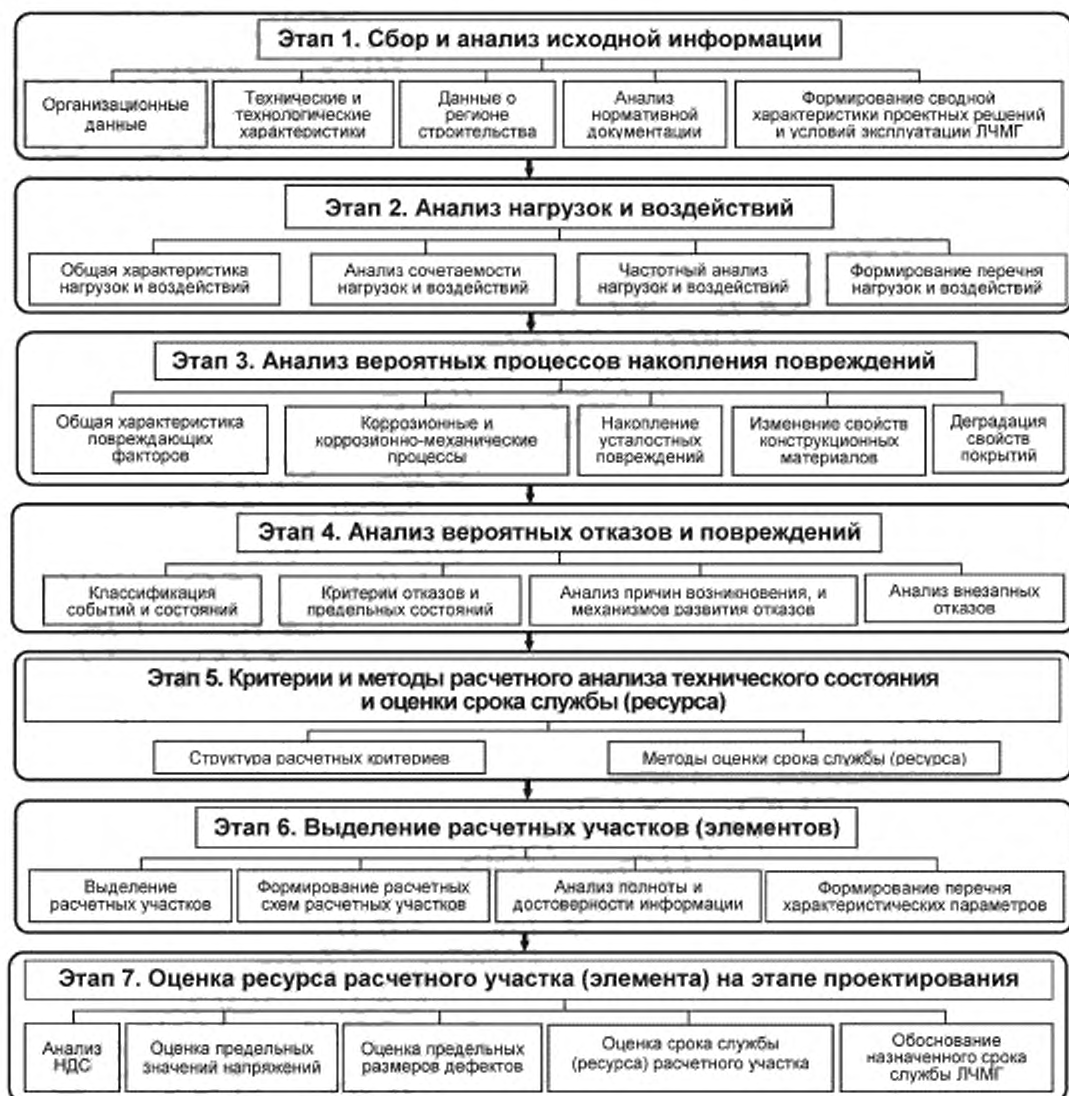 Этап 1. Сбор и анализ исходной информации
Организационные
данные
Технические и
технологические
характеристики
Данные о
регионе
строительства
Анализ
нормативной
документации
Формирование сводной
характеристики проектных решений
и условий эксплуатации ЛЧМГ
Этап 2. Анализ нагрузок и воздействий
Общая характеристика
нагрузок и воздействий
Анализ сочетаемости
нагрузок и воздействий
Частотный анализ
нагрузок и воздействий
Формирование перечня
нагрузок и воздействий
Этап 3. Анализ вероятных процессов накопления повреждений
Общая характеристика
повреждающих
факторов
Коррозионные и
коррозионно-механические
процессы
Накопление
усталостных
повреждений
Изменение свойств
конструкционных
материалов
Деградация
свойств
покрытий
Этап 4. Анализ вероятных отказов и повреждений
Классификация
событий и состояний
Критерии отказов и
предельных состояний
Анализ причин возникновения, и
механизмов развития отказов
Анализ внезапных
отказов
Этап 5. Критерии и методы расчетного анализа технического состояния
и оценки срока службы (ресурса)
Структура расчетных критериев
Методы оценки срока службы (ресурса)
Этап 6. Выделение расчетных участков (элементов)
Выделение
расчетных участков
Формирование расчетных
схем расчетных участков
Анализ полноты и
достоверности информации
Формирование перечня
характеристических параметров
Этап 7. Оценка ресурса расчетного участка (элемента) на этапе проектирования
Анализ
НДС
Оценка предельных
значений напряжений
Оценка предельных
размеров дефектов
Оценка срока службы
(ресурса) расчетного участка
Обоснование
назначенного срока
службы ЛЧМГ